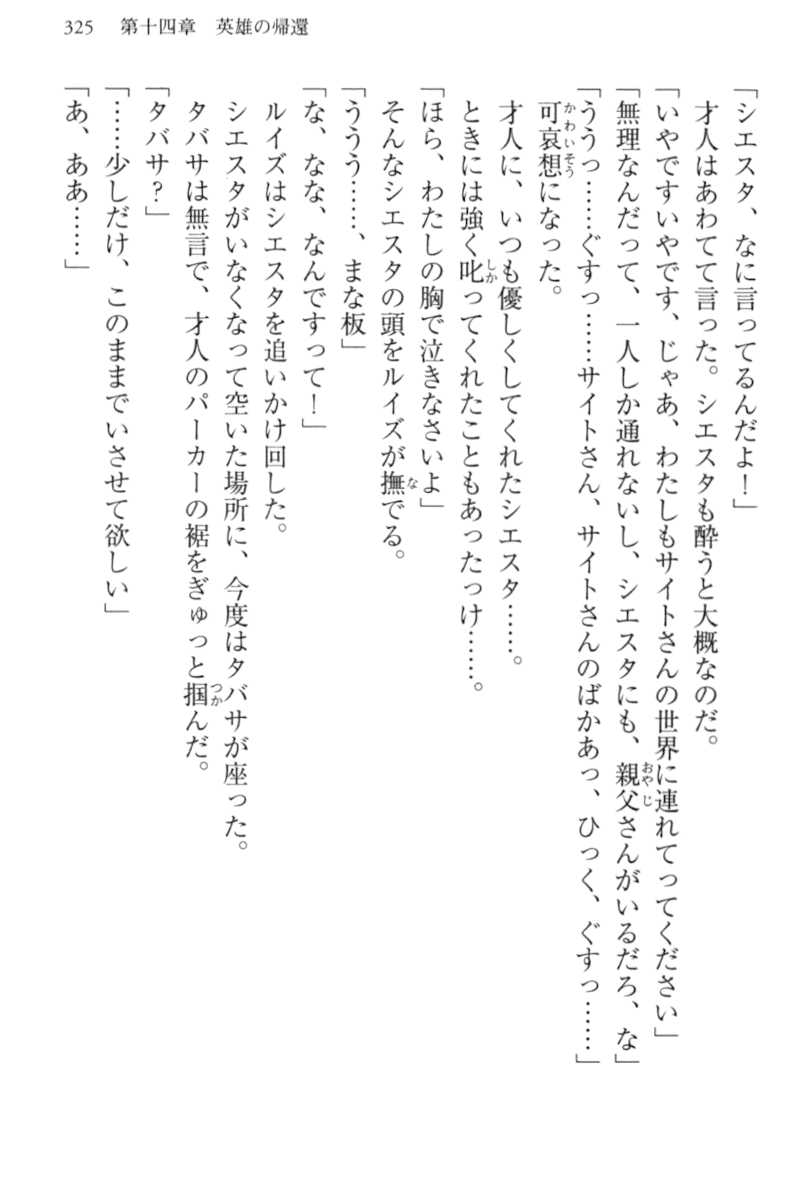 325　第十四章　英雄の帰還
「シエスタ、なに言ってるんだよ！」
才人はあわてて言った。シエスタも酔うと大概なのだ。
「いやですいやです、じゃあ、わたしもサイトさんの世界に連れてってください」
「無理なんだって、一人しか通れないし、シエスタにも、親父さんがいるだろ、な」
「ううっ……ぐすっ……サイトさん、サイトさんのばかあっ、ひっく、ぐすっ……」
可哀想になった。
才人に、いつも優しくしてくれたシエスタ……。
ときには強く叱ってくれたこともあったっけ……。
「ほら、わたしの胸で泣きなさいよ」
そんなシエスタの頭をルイズが撫でる。
「ううう……、まな板」
「な、なな、なんですって！」
ルイズはシエスタを追いかけ回した。
シエスタがいなくなって空いた場所に、今度はタバサが座った。
タバサは無言で、才人のパーカーの裾をぎゅっと掴んだ。
「タバサ？」
「……少しだけ、このままでいさせて欲しい」
「あ、ああ……」